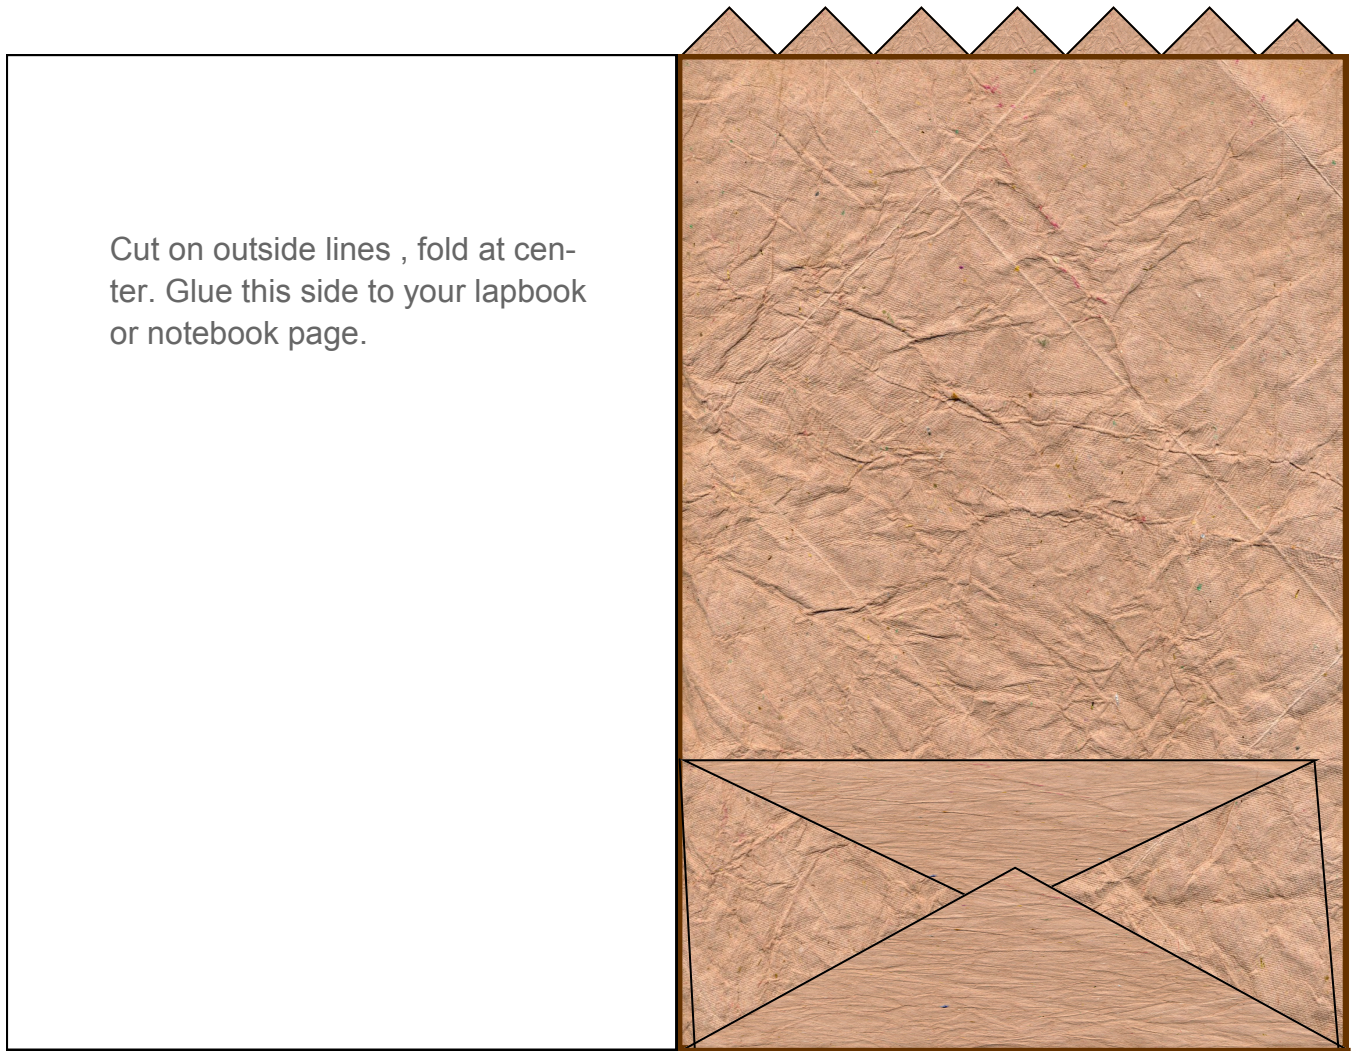 Cut on outside lines , fold at cen-
ter. Glue this side to your lapbook
or notebook page.